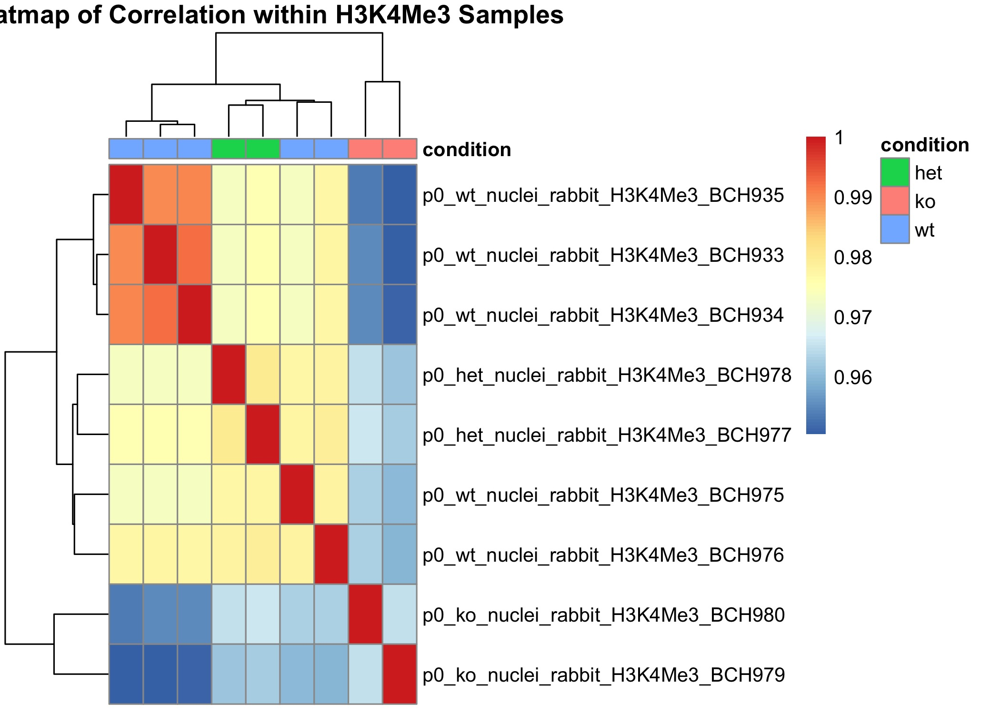 atmap of Correlation within H3K4Me3 Samples
condition
p0_wt_nuclei_rabbit_H3K4Me3_BCH935
p0_wt_nuclei_rabbit_H3K4Me3_BCH933
p0_wt_nuclei_rabbit_H3K4Me3_BCH934
p0_het_nuclei_rabbit_H3K4Me3_BCH978
p0_het_nuclei_rabbit_H3K4Me3_BCH977
p0_wt_nuclei_rabbit_H3K4Me3_BCH975
p0_wt_nuclei_rabbit_H3K4Me3_BCH976
p0_ko_nuclei_rabbit_H3K4Me3_BCH980
p0_ko_nuclei_rabbit_H3K4Me3_BCH979
1
0.99
0.98
0.97
0.96
condition
het
ko
wt